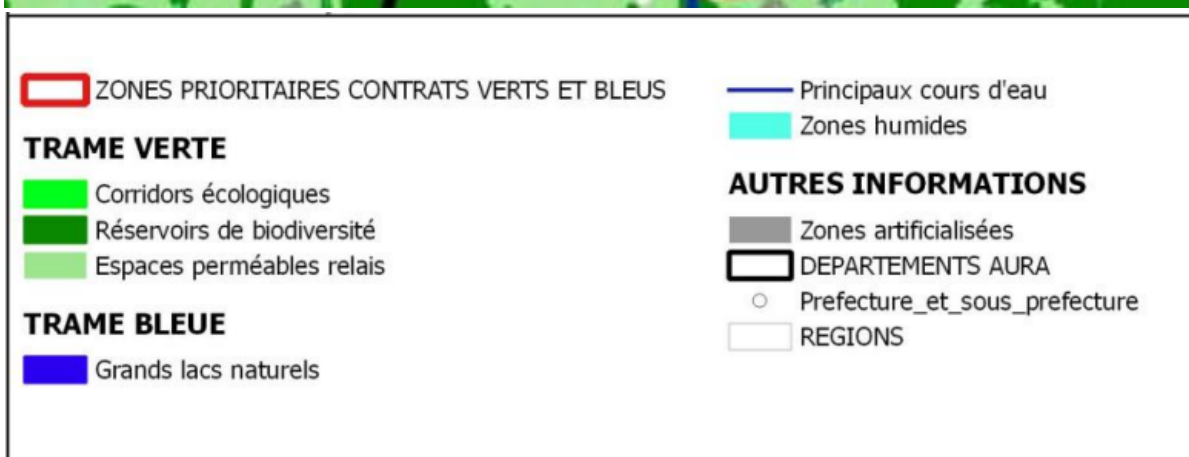 ZONES PRIORITAIRES CONTRATS VERTS ET BLEUS
TRAME VERTE
Corridors écologiques
Réservoirs de biodiversité
Espaces perméables relais
TRAME BLEUE
Grands lacs naturels
Principaux cours d'eau
Zones humides
AUTRES INFORMATIONS
Zones artificialisées
DEPARTEMENTS AURA
Prefecture_et_sous_prefecture
REGIONS